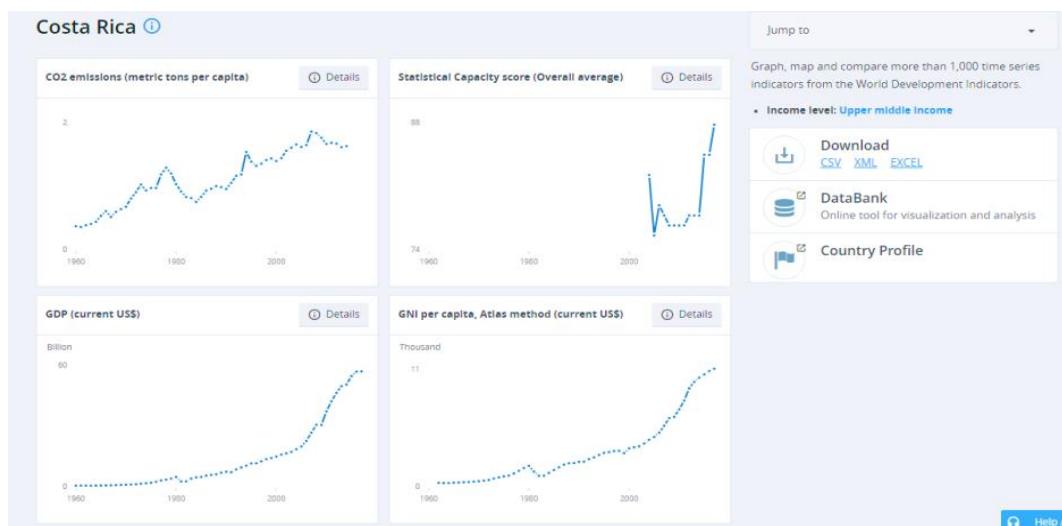 Costa Rica
CO2 emissions (metric tons per capita)
Details
2
0
1960
1980
2000
Statistical Capacity score (Overall average)
Details
88
74
1960
1980
2000
GDP (current US$)
Details
Billion
60
0
1960
1980
2000
GNI per capita, Atlas method (current US$)
Details
Thousand
11
0
1960
1980
2000
Jump to
Graph, map and compare more than 1,000 time series
indicators from the World Development Indicators.
• Income level: Upper middle income
Download
CSV XML EXCEL
DataBank
Online tool for visualization and analysis
Country Profile
Help